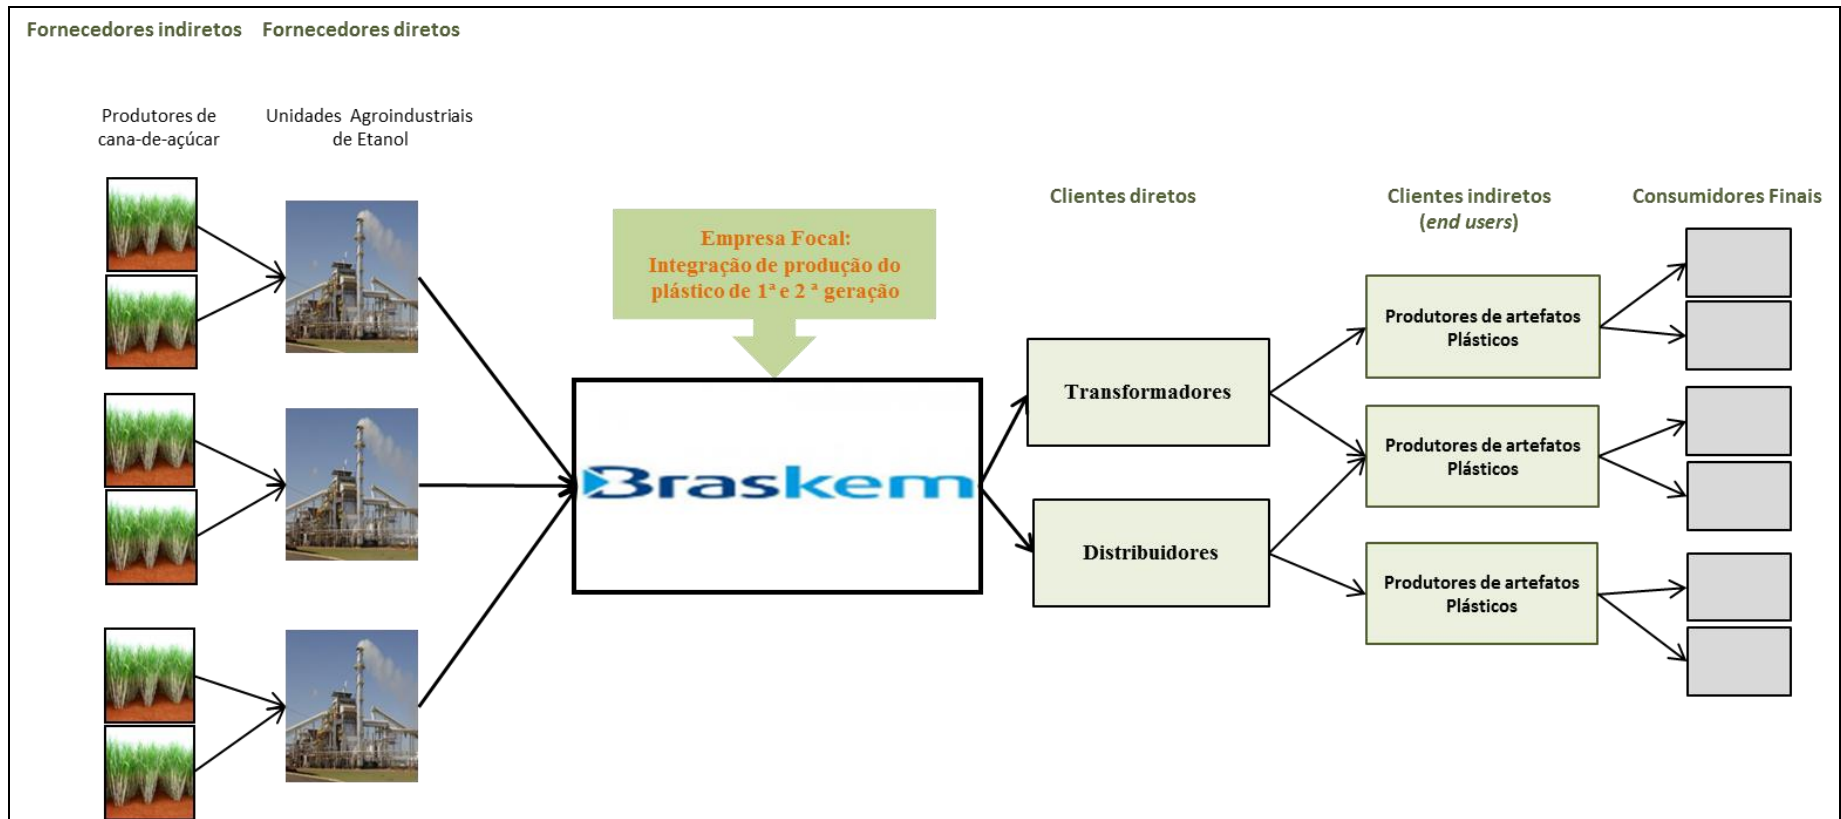 Fornecedores indiretos
Fornecedores diretos
Produtores de
cana-de-açúcar
Unidades Agroindustriais
de Etanol
Empresa Focal:
Integração de produção do
plástico de 1ª e 2 ª geração
Braskem
Clientes diretos
Transformadores
Distribuidores
Clientes indiretos
(end users)
Produtores de artefatos
Plásticos
Produtores de artefatos
Plásticos
Produtores de artefatos
Plásticos
Consumidores Finais